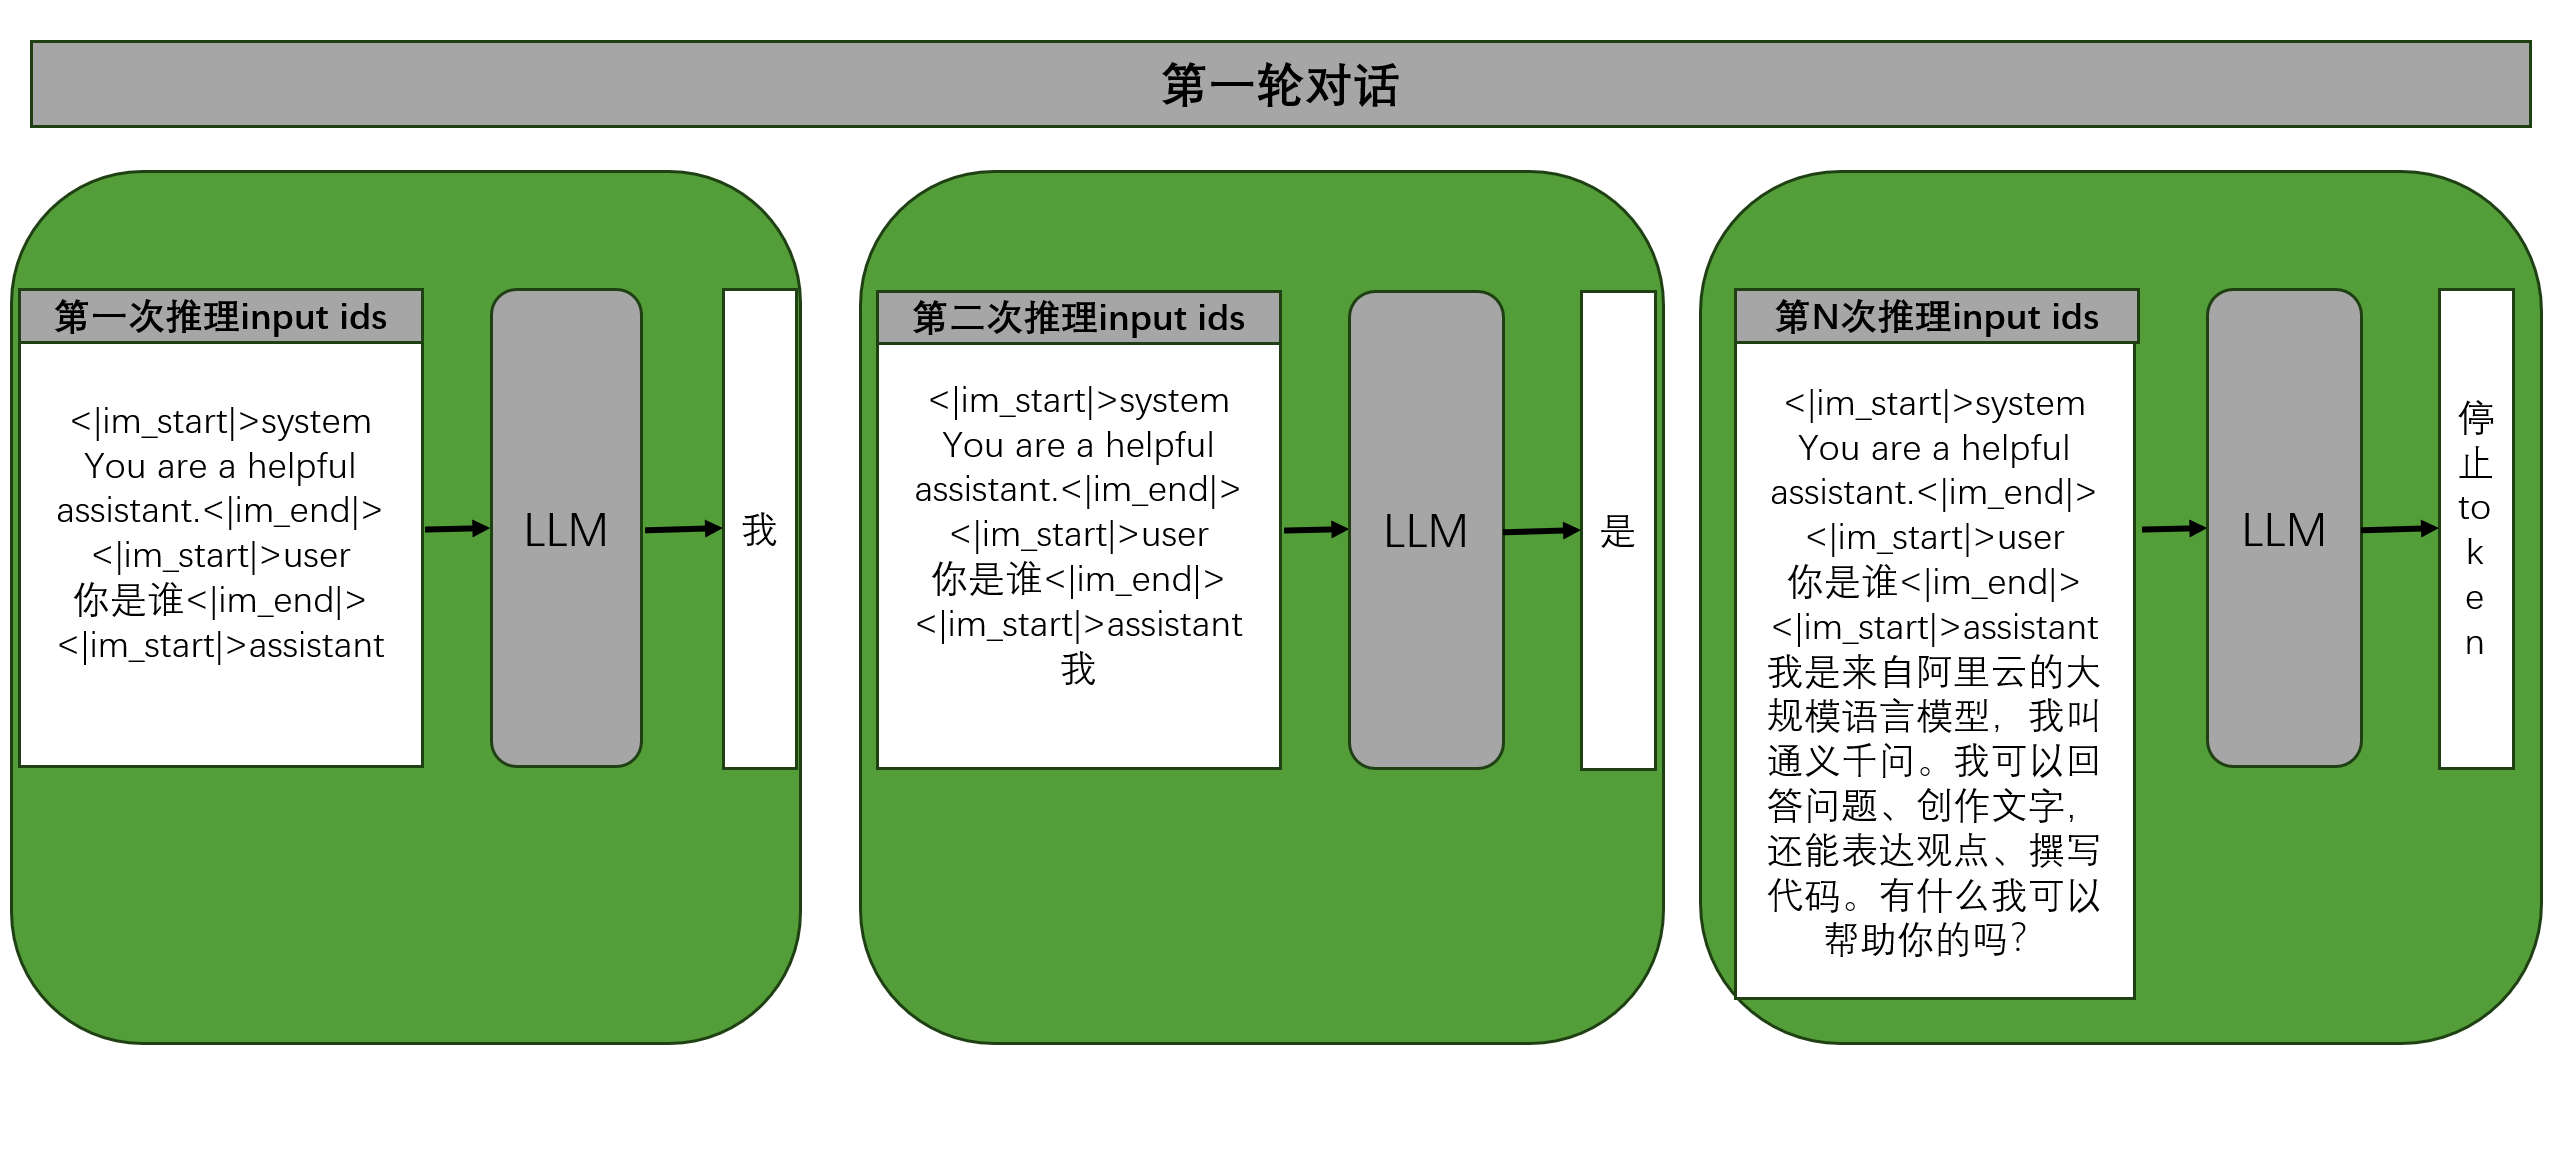 第一轮对话
第一次推理input ids
<|im_start|>system
You are a helpful
assistant.<|im_end|>
<|im_start|>user
你是谁<|im_end|>
<|im_start|>assistant
LLM
我
第二次推理input ids
<|im_start|>system
You are a helpful
assistant.<|im_end|>
<|im_start|>user
你是谁<|im_end|>
<|im_start|>assistant
我
LLM
是
第N次推理input ids
<|im_start|>system
You are a helpful
assistant.<|im_end|>
<|im_start|>user
你是谁<|im_end|>
<|im_start|>assistant
我是来自阿里云的大
规模语言模型，我叫
通义千问。我可以回
答问题、创作文字，
还能表达观点、撰写
代码。有什么我可以
帮助你的吗？
LLM
停
止
to
k
e
n